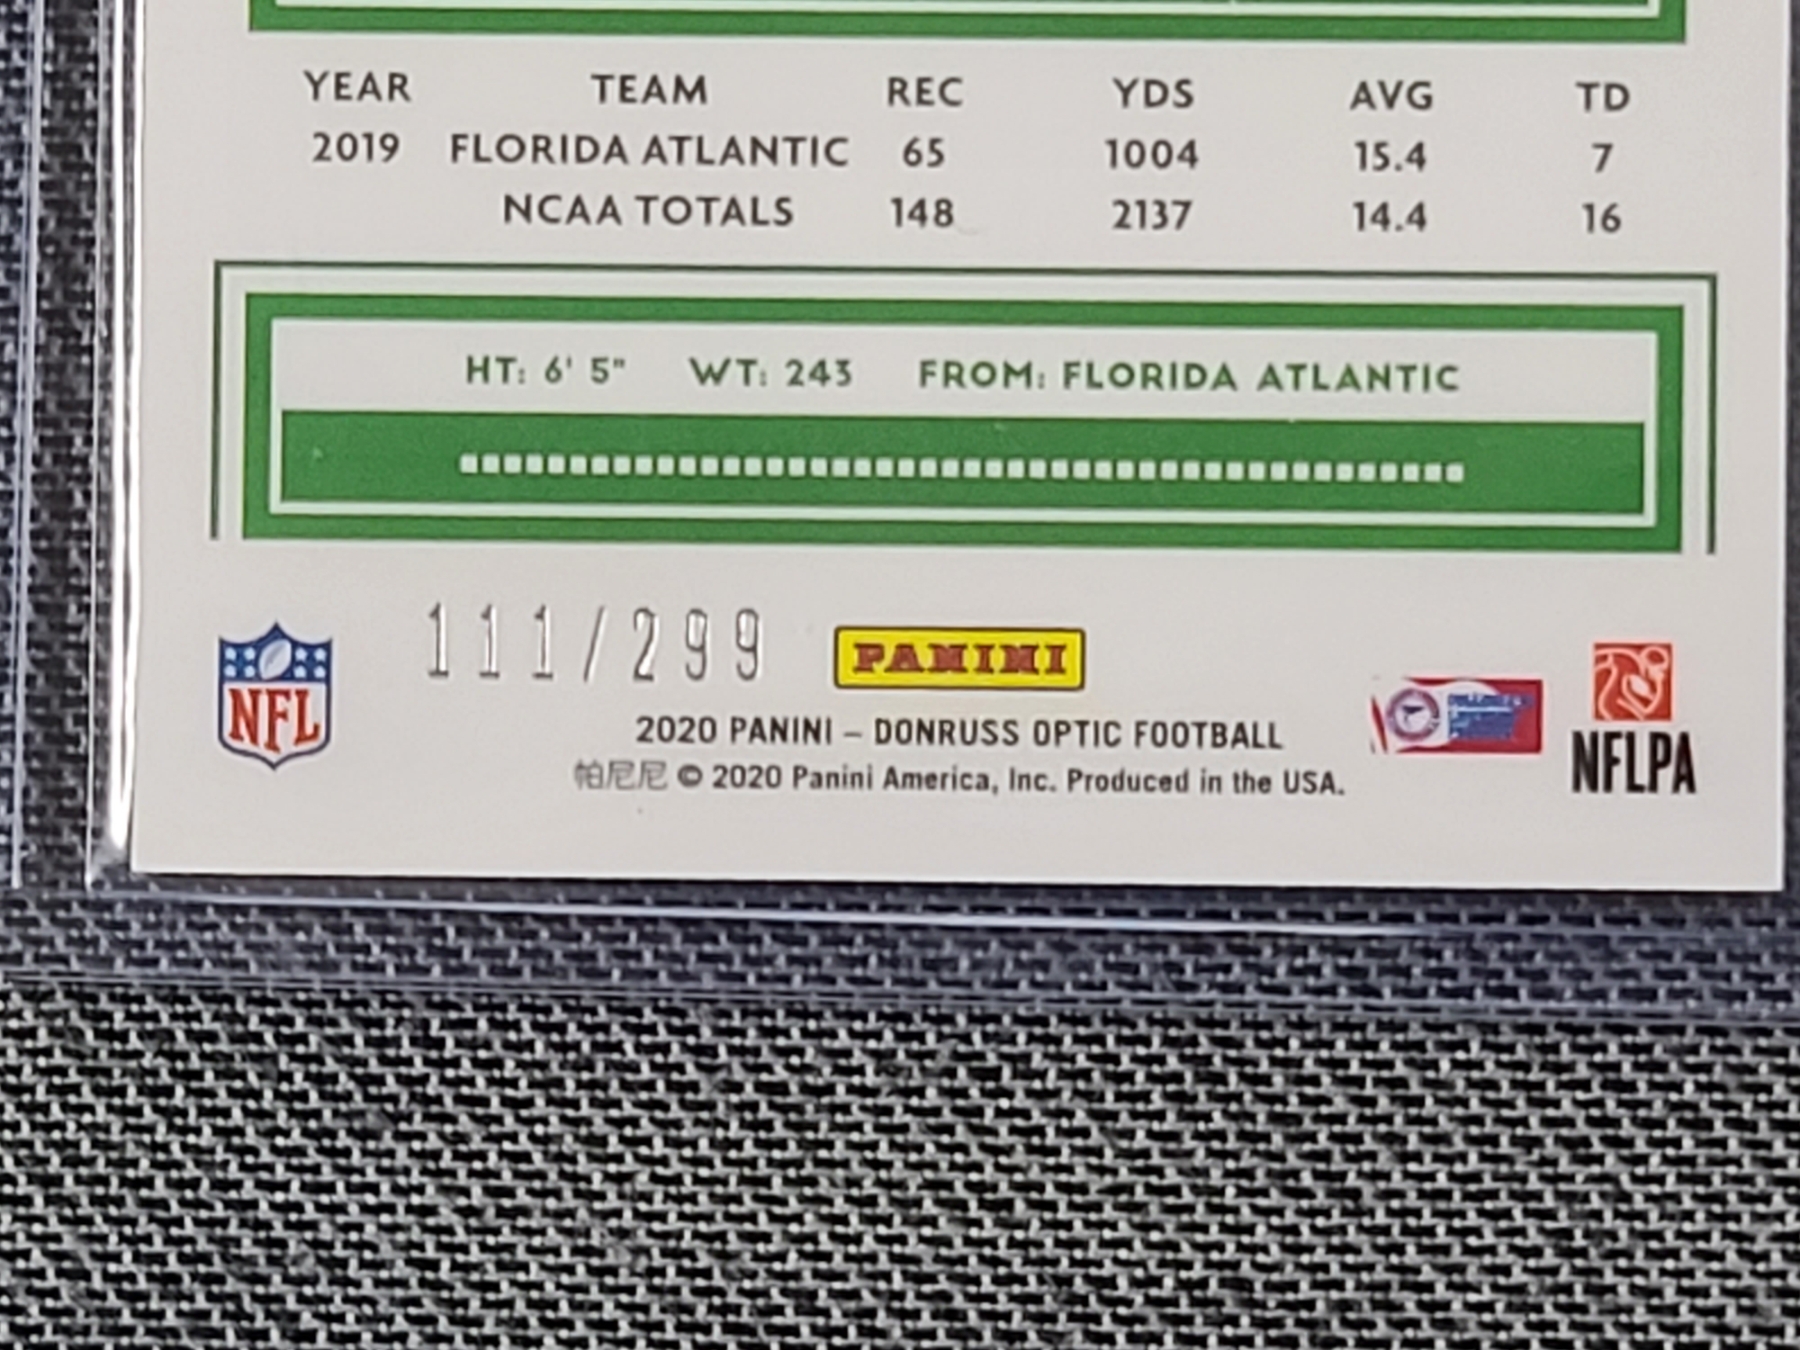 YEAR TEAM REC YDS AVG TD
2019 FLORIDA ATLANTIC 65 1004 15.4 7
NCAA TOTALS 148 2137 14.4 16
HT: 6' 5" WT: 243 FROM: FLORIDA ATLANTIC
NFL 111/299 PANINI
2020 PANINI – DONRUSS OPTIC FOOTBALL
帕尼尼 © 2020 Panini America, Inc. Produced in the USA.
NFLPA